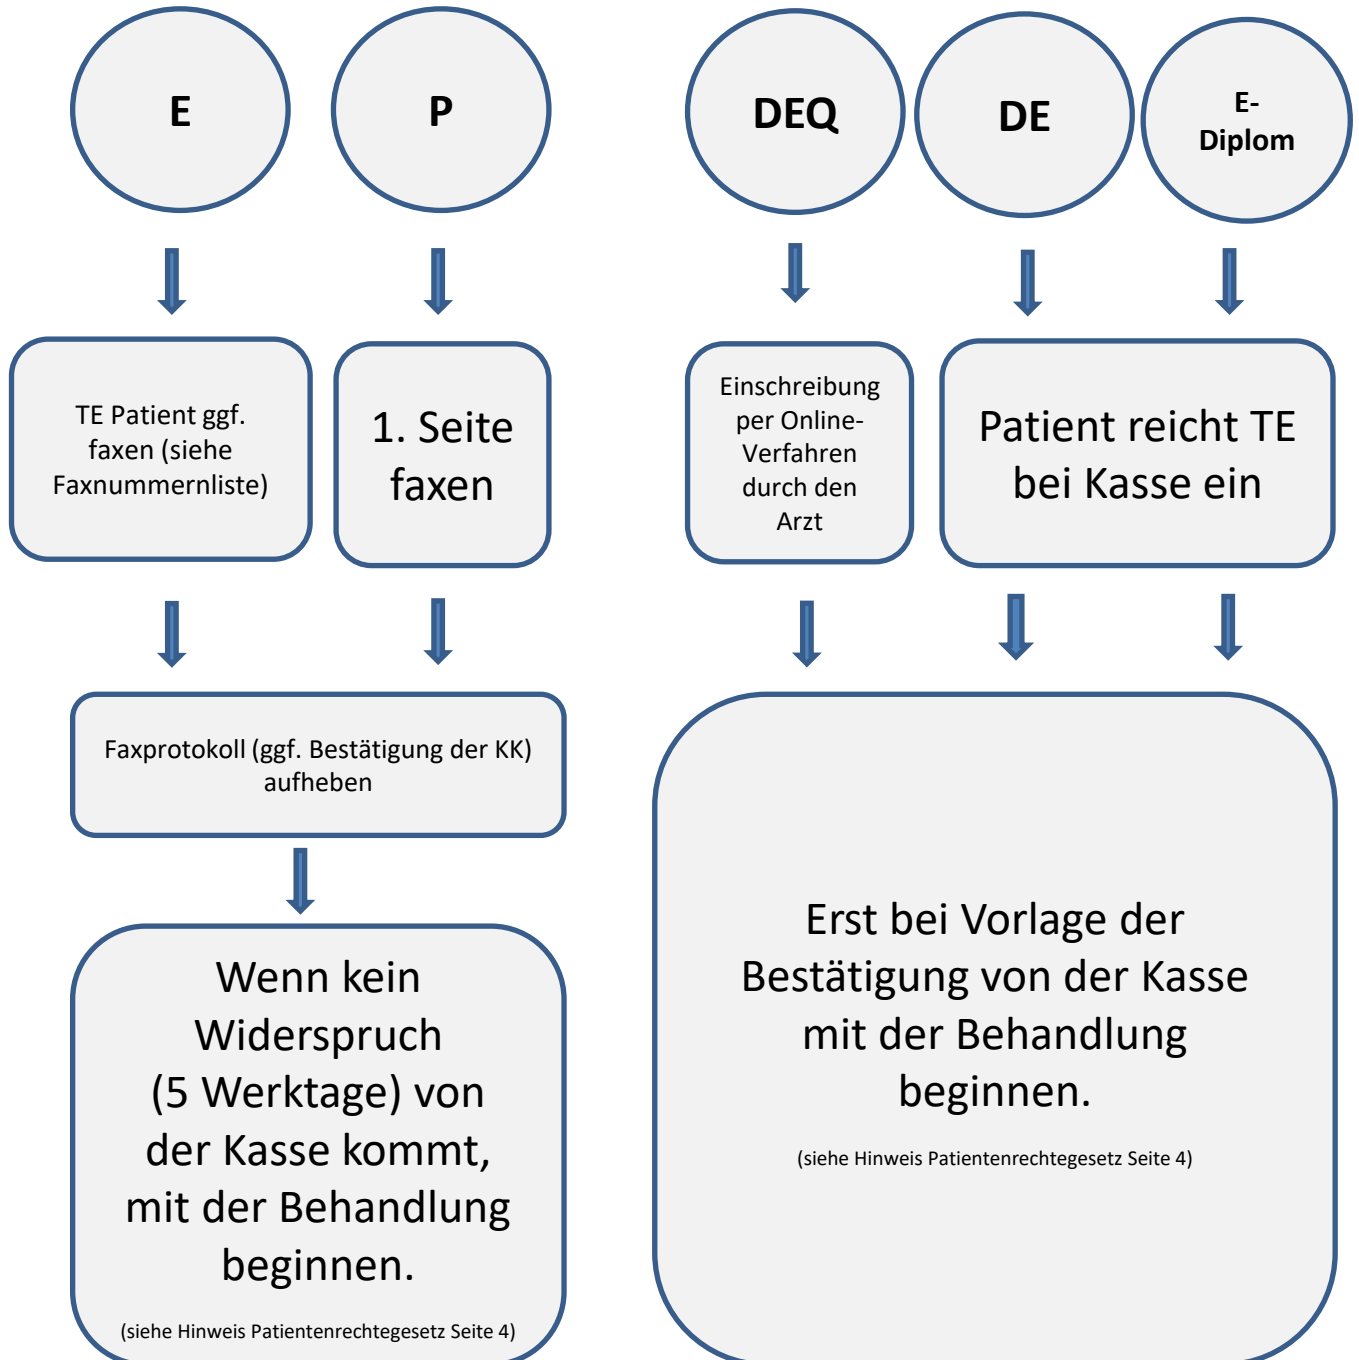 E
P
DEQ
DE
E-
Diplom
TE Patient ggf.
faxen (siehe
Faxnummernliste)
1. Seite
faxen
Einschreibung
per Online-
Verfahren
durch den
Arzt
Patient reicht TE
bei Kasse ein
Faxprotokoll (ggf. Bestätigung der KK)
aufheben
Wenn kein
Widerspruch
(5 Werktage) von
der Kasse kommt,
mit der Behandlung
beginnen.
(siehe Hinweis Patientenrechtegesetz Seite 4)
Erst bei Vorlage der
Bestätigung von der Kasse
mit der Behandlung
beginnen.
(siehe Hinweis Patientenrechtegesetz Seite 4)